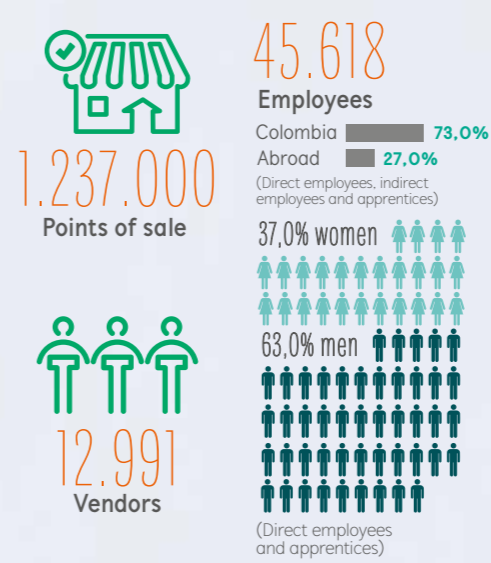 1.237.000
Points of sale
12.991
Vendors
45.618
Employees
Colombia 73,0%
Abroad 27,0%
(Direct employees, indirect
employees and apprentices)
37,0% women
63,0% men
(Direct employees
and apprentices)